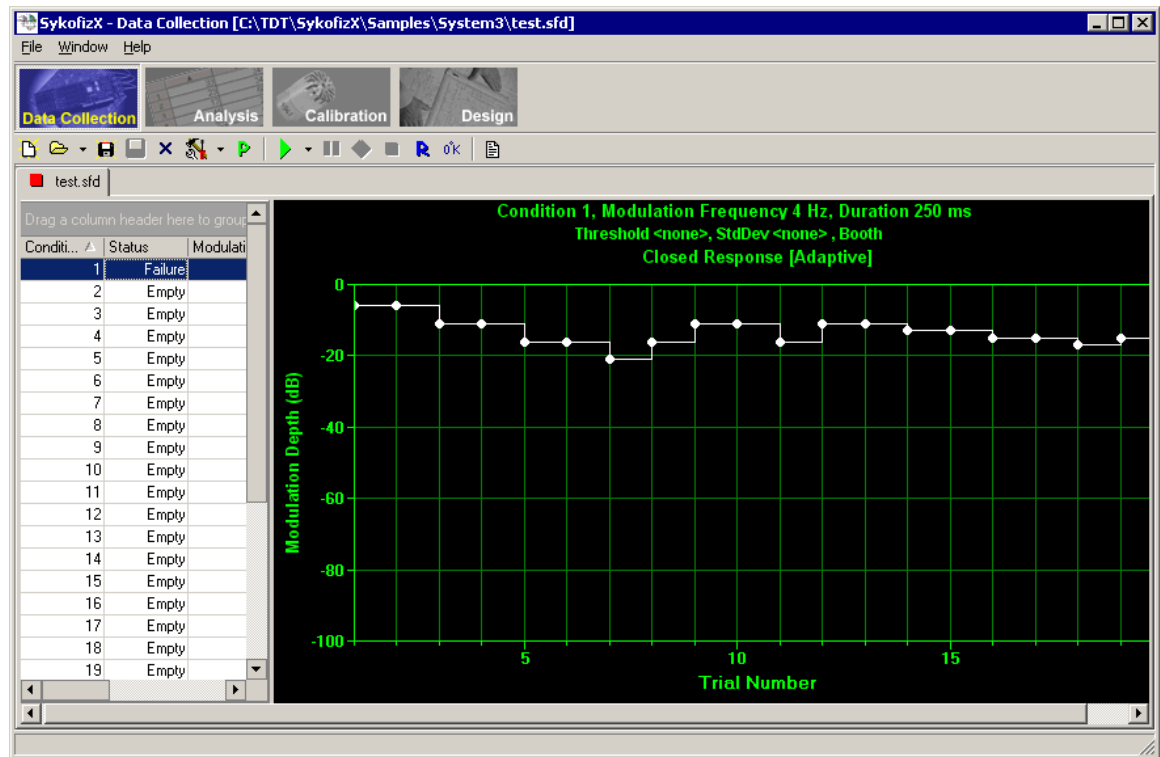 SykofizX - Data Collection [C:\TDT\SykofizX\Samples\System3\test.sfd]
File Window Help
Data Collection Analysis Calibration Design
P R OK
test.sfd
Drag a column header here to group
Conditi... Status Modulati
1 Failure
2 Empty
3 Empty
4 Empty
5 Empty
6 Empty
7 Empty
8 Empty
9 Empty
10 Empty
11 Empty
12 Empty
13 Empty
14 Empty
15 Empty
16 Empty
17 Empty
18 Empty
19 Empty
Condition 1, Modulation Frequency 4 Hz, Duration 250 ms
Threshold <none>, StdDev <none> , Booth
Closed Response [Adaptive]
Modulation Depth (dB)
0
-20
-40
-60
-80
-100
5 10 15
Trial Number